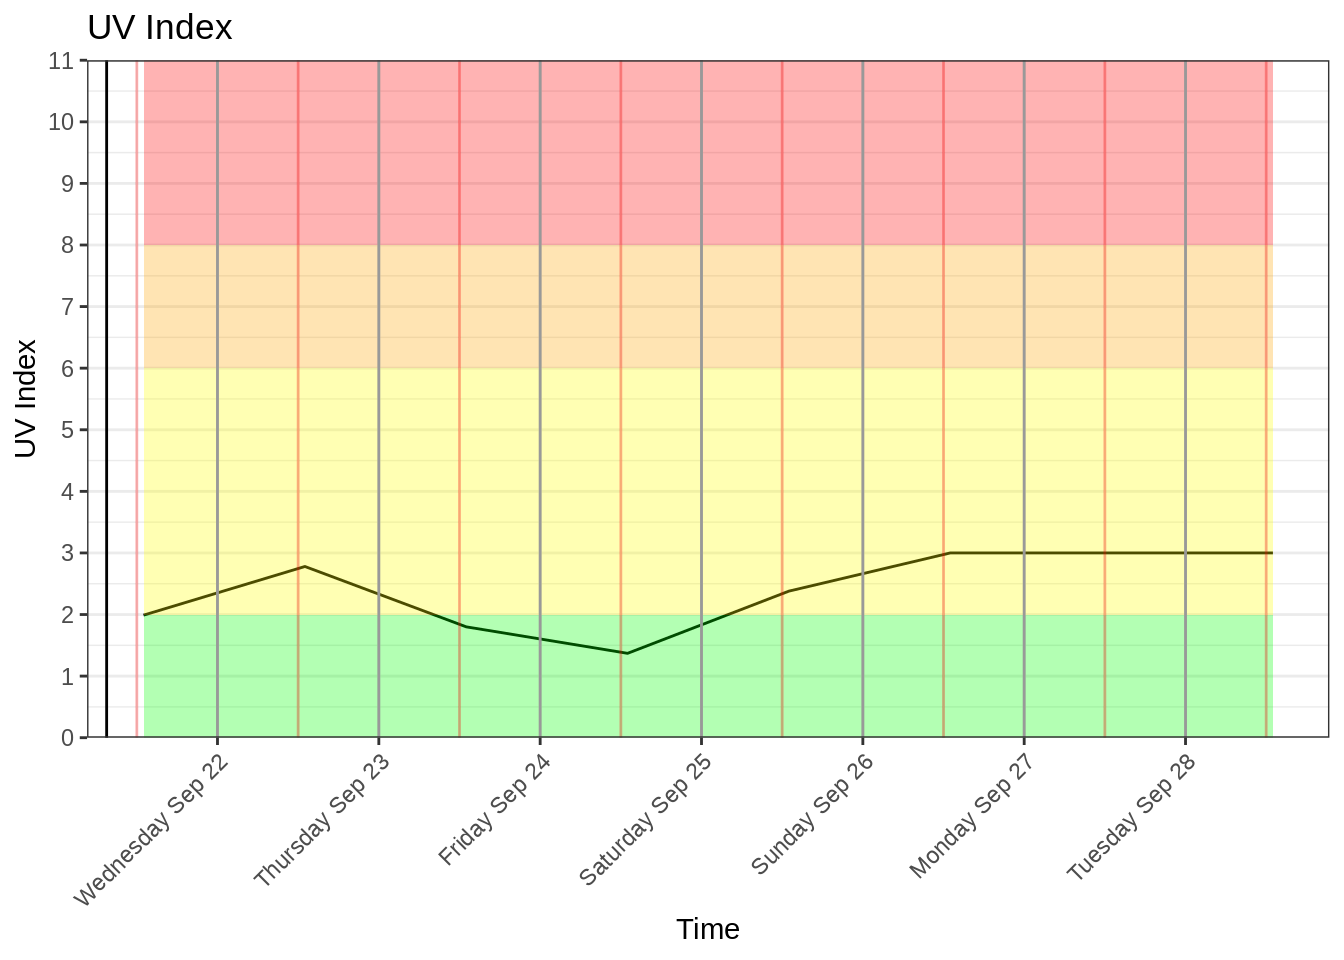 UV Index
11
10
9
8
7
6
5
4
3
2
1
0
UV Index
Wednesday Sep 22
Thursday Sep 23
Friday Sep 24
Saturday Sep 25
Sunday Sep 26
Monday Sep 27
Tuesday Sep 28
Time